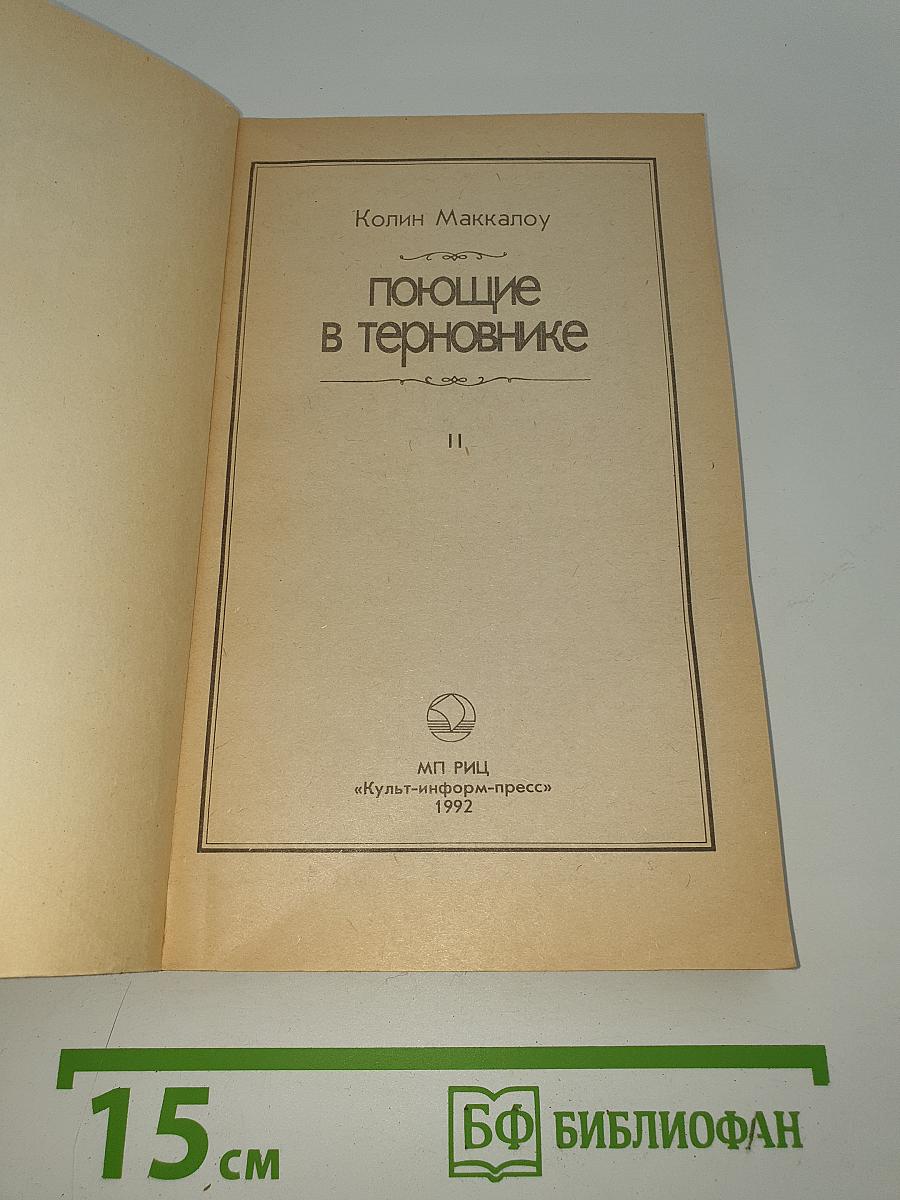 Колин Маккалоу
поющие
в терновнике
II
МП РИЦ
«Культ-информ-пресс»
1992
15 см
БФ БИБЛИОФАН